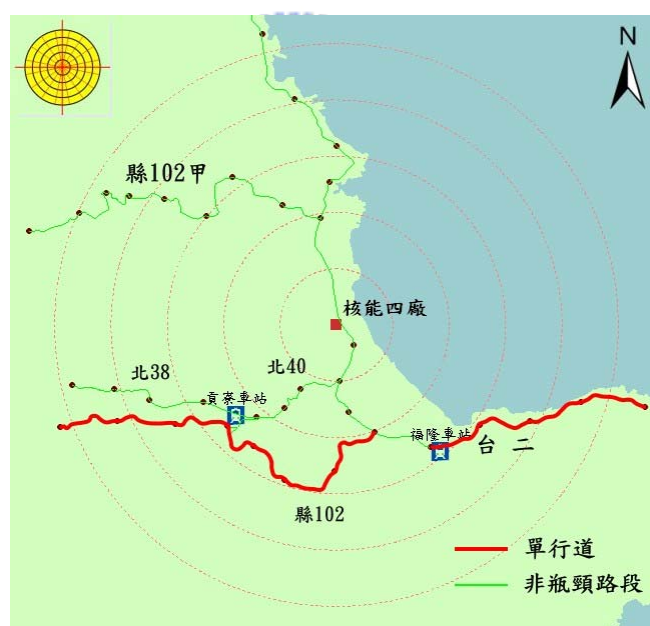 N
縣102甲
核能四廠
北38
北40
貢寮車站
福隆車站
台二
縣102
單行道
非瓶頸路段